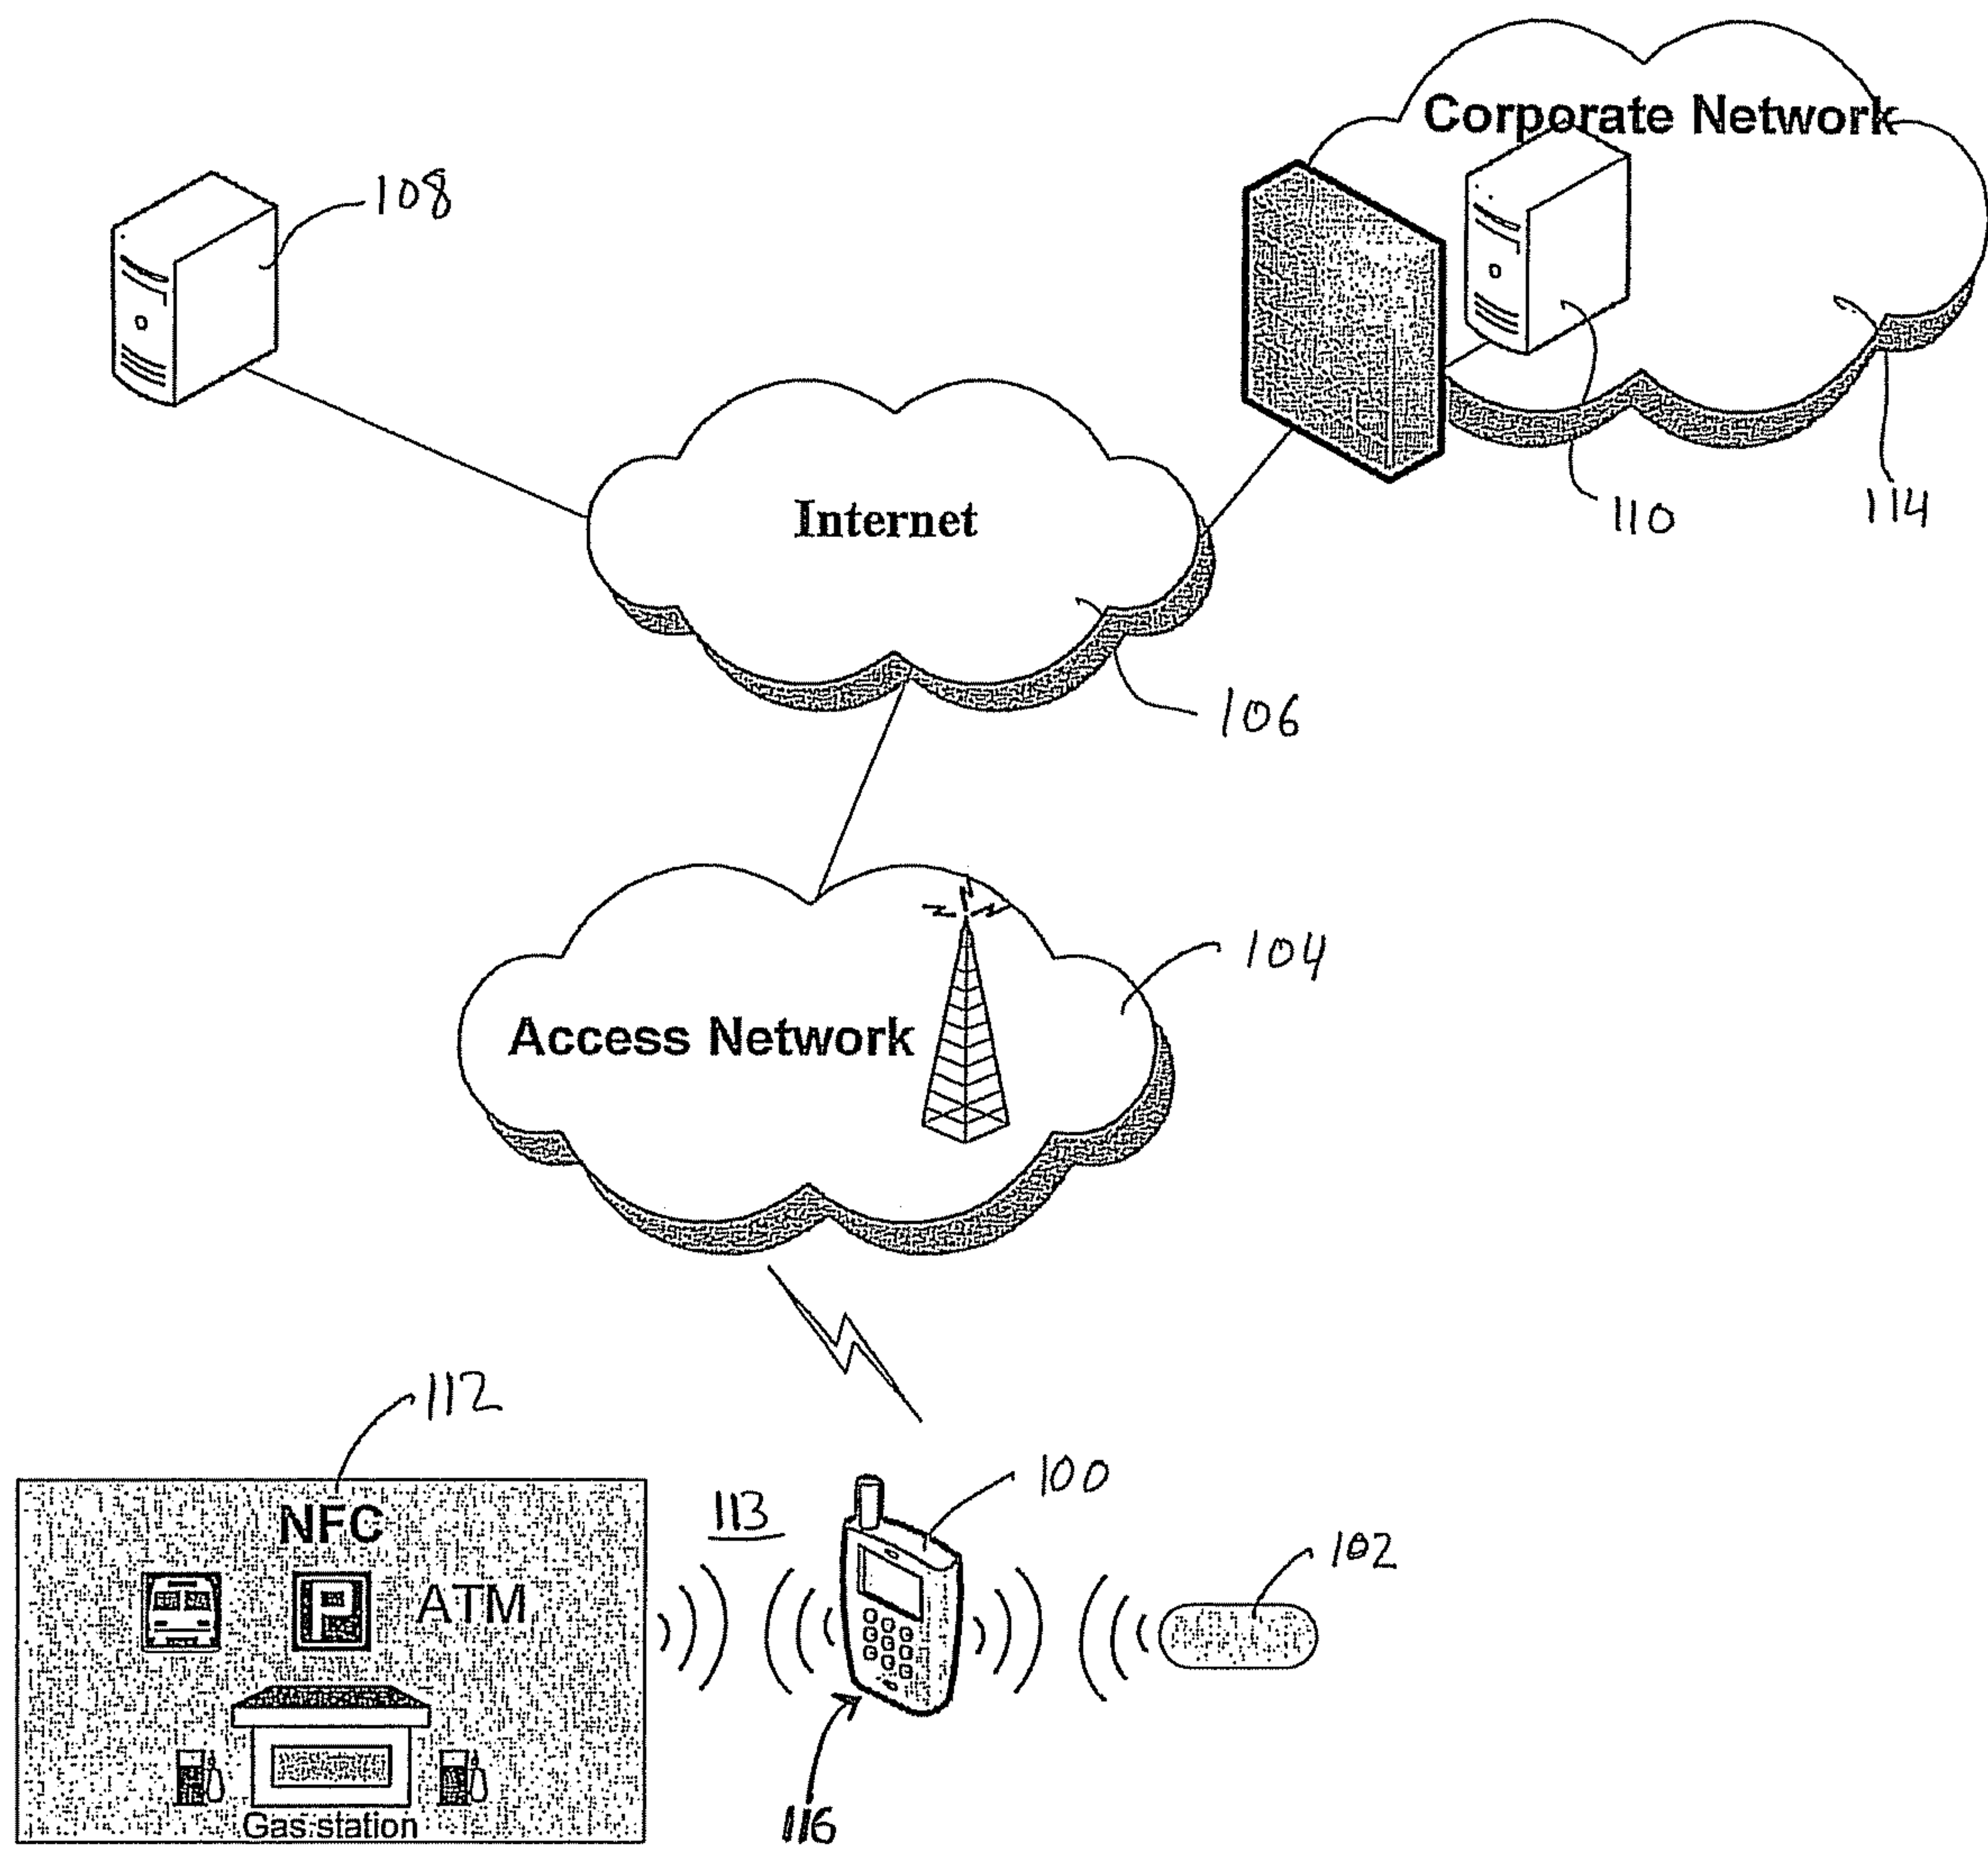 Corporate Network
108
110
114
Internet
106
104
Access Network
112
100
113
NFC
102
P
ATM
116
Gas station